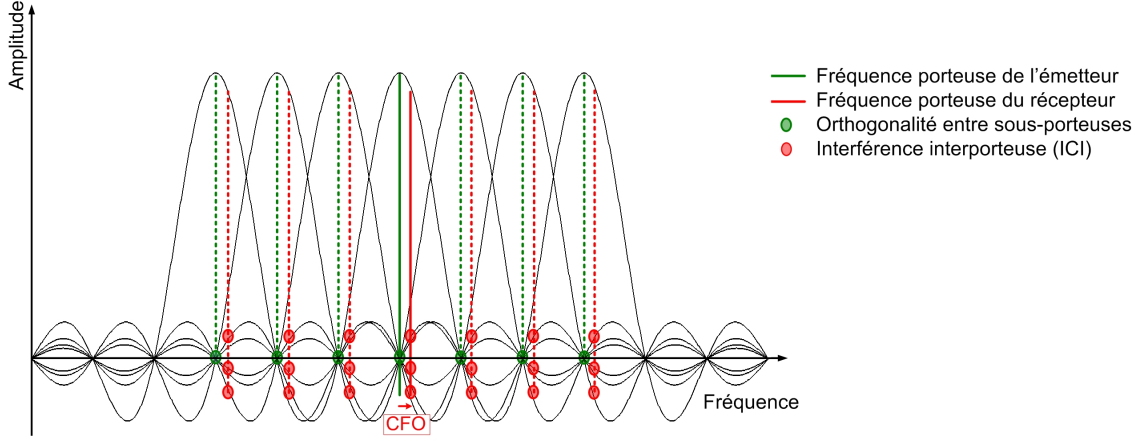 Amplitude
Fréquence porteuse de l'émetteur
Fréquence porteuse du récepteur
Orthogonalité entre sous-porteuses
Interférence interporteuse (ICI)
Fréquence
CFO